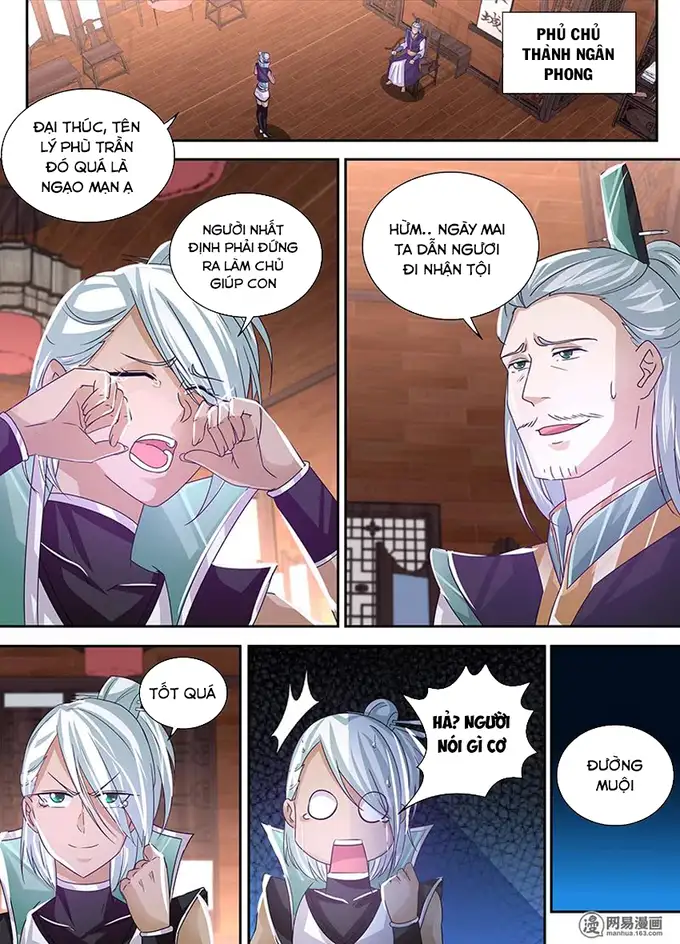 PHỦ CHỦ
THÀNH NGÂN
PHONG
ĐẠI THÚC, TÊN
LÝ PHÙ TRẦN
ĐÓ QUÁ LÀ
NGẠO MẠN Ạ
NGƯỜI NHẤT
ĐỊNH PHẢI ĐỨNG
RA LÀM CHỦ
GIÚP CON
HỪM.. NGÀY MAI
TA DẪN NGƯƠI
ĐI NHẬN TỘI
TỐT QUÁ
HẢ? NGƯỜI
NÓI GÌ CƠ
ĐƯỜNG
MUỘI
网易漫画
manhua.163.com